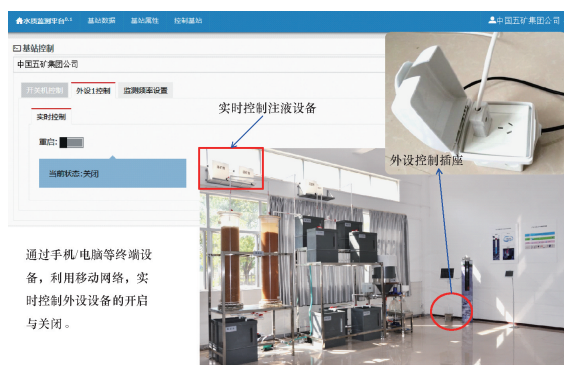 水质监测平台0.2 基站数据 基站属性 控制基站 中国五矿集团公司
基站控制
中国五矿集团公司
开关机控制 外设1控制 监测频率设置
实时控制
重启:
当前状态:关闭
实时控制注液设备
外设控制插座
通过手机/电脑等终端设
备，利用移动网络，实
时控制外设设备的开启
与关闭。